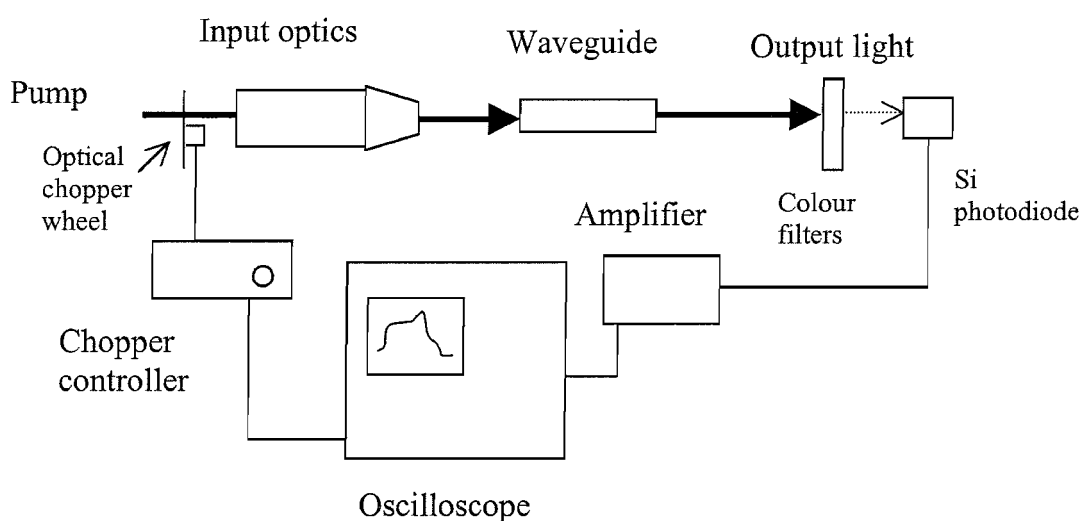 Input optics
Waveguide
Output light
Pump
Optical
chopper
wheel
Colour
filters
Si
photodiode
Amplifier
Chopper
controller
Oscilloscope